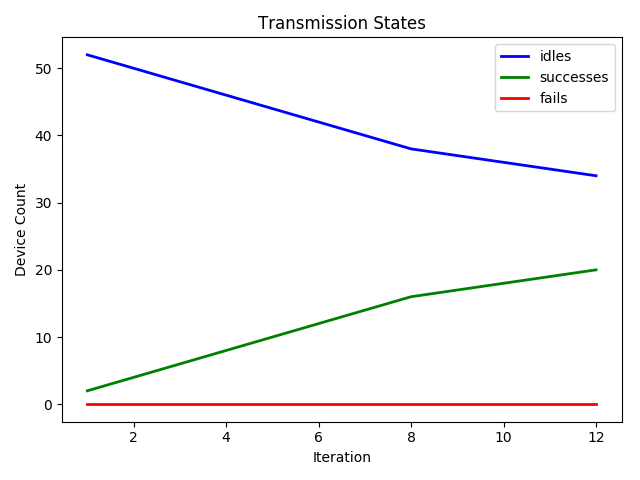 Transmission States
idles
successes
fails
Device Count
50
40
30
20
10
0
2 4 6 8 10 12
Iteration